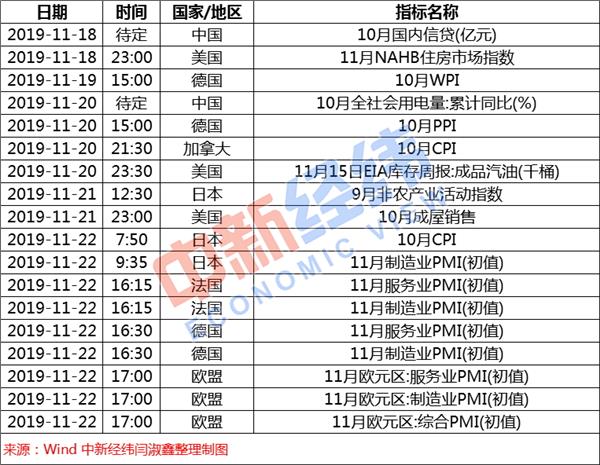 日期 时间 国家/地区 指标名称
2019-11-18 待定 中国 10月国内信贷(亿元)
2019-11-18 23:00 美国 11月NAHB住房市场指数
2019-11-19 15:00 德国 10月WPI
2019-11-20 待定 中国 10月全社会用电量:累计同比(%)
2019-11-20 15:00 德国 10月PPI
2019-11-20 21:30 加拿大 10月CPI
2019-11-20 23:30 美国 11月15日EIA库存周报:成品汽油(千桶)
2019-11-21 12:30 日本 9月非农产业活动指数
2019-11-21 23:00 美国 10月成屋销售
2019-11-22 7:50 日本 10月CPI
2019-11-22 9:35 日本 11月制造业PMI(初值)
2019-11-22 16:15 法国 11月服务业PMI(初值)
2019-11-22 16:15 法国 11月制造业PMI(初值)
2019-11-22 16:30 德国 11月服务业PMI(初值)
2019-11-22 16:30 德国 11月制造业PMI(初值)
2019-11-22 17:00 欧盟 11月欧元区:服务业PMI(初值)
2019-11-22 17:00 欧盟 11月欧元区:制造业PMI(初值)
2019-11-22 17:00 欧盟 11月欧元区:综合PMI(初值)
来源：Wind 中新经纬闫淑鑫整理制图
中新经纬
ECONOMIC VIEW